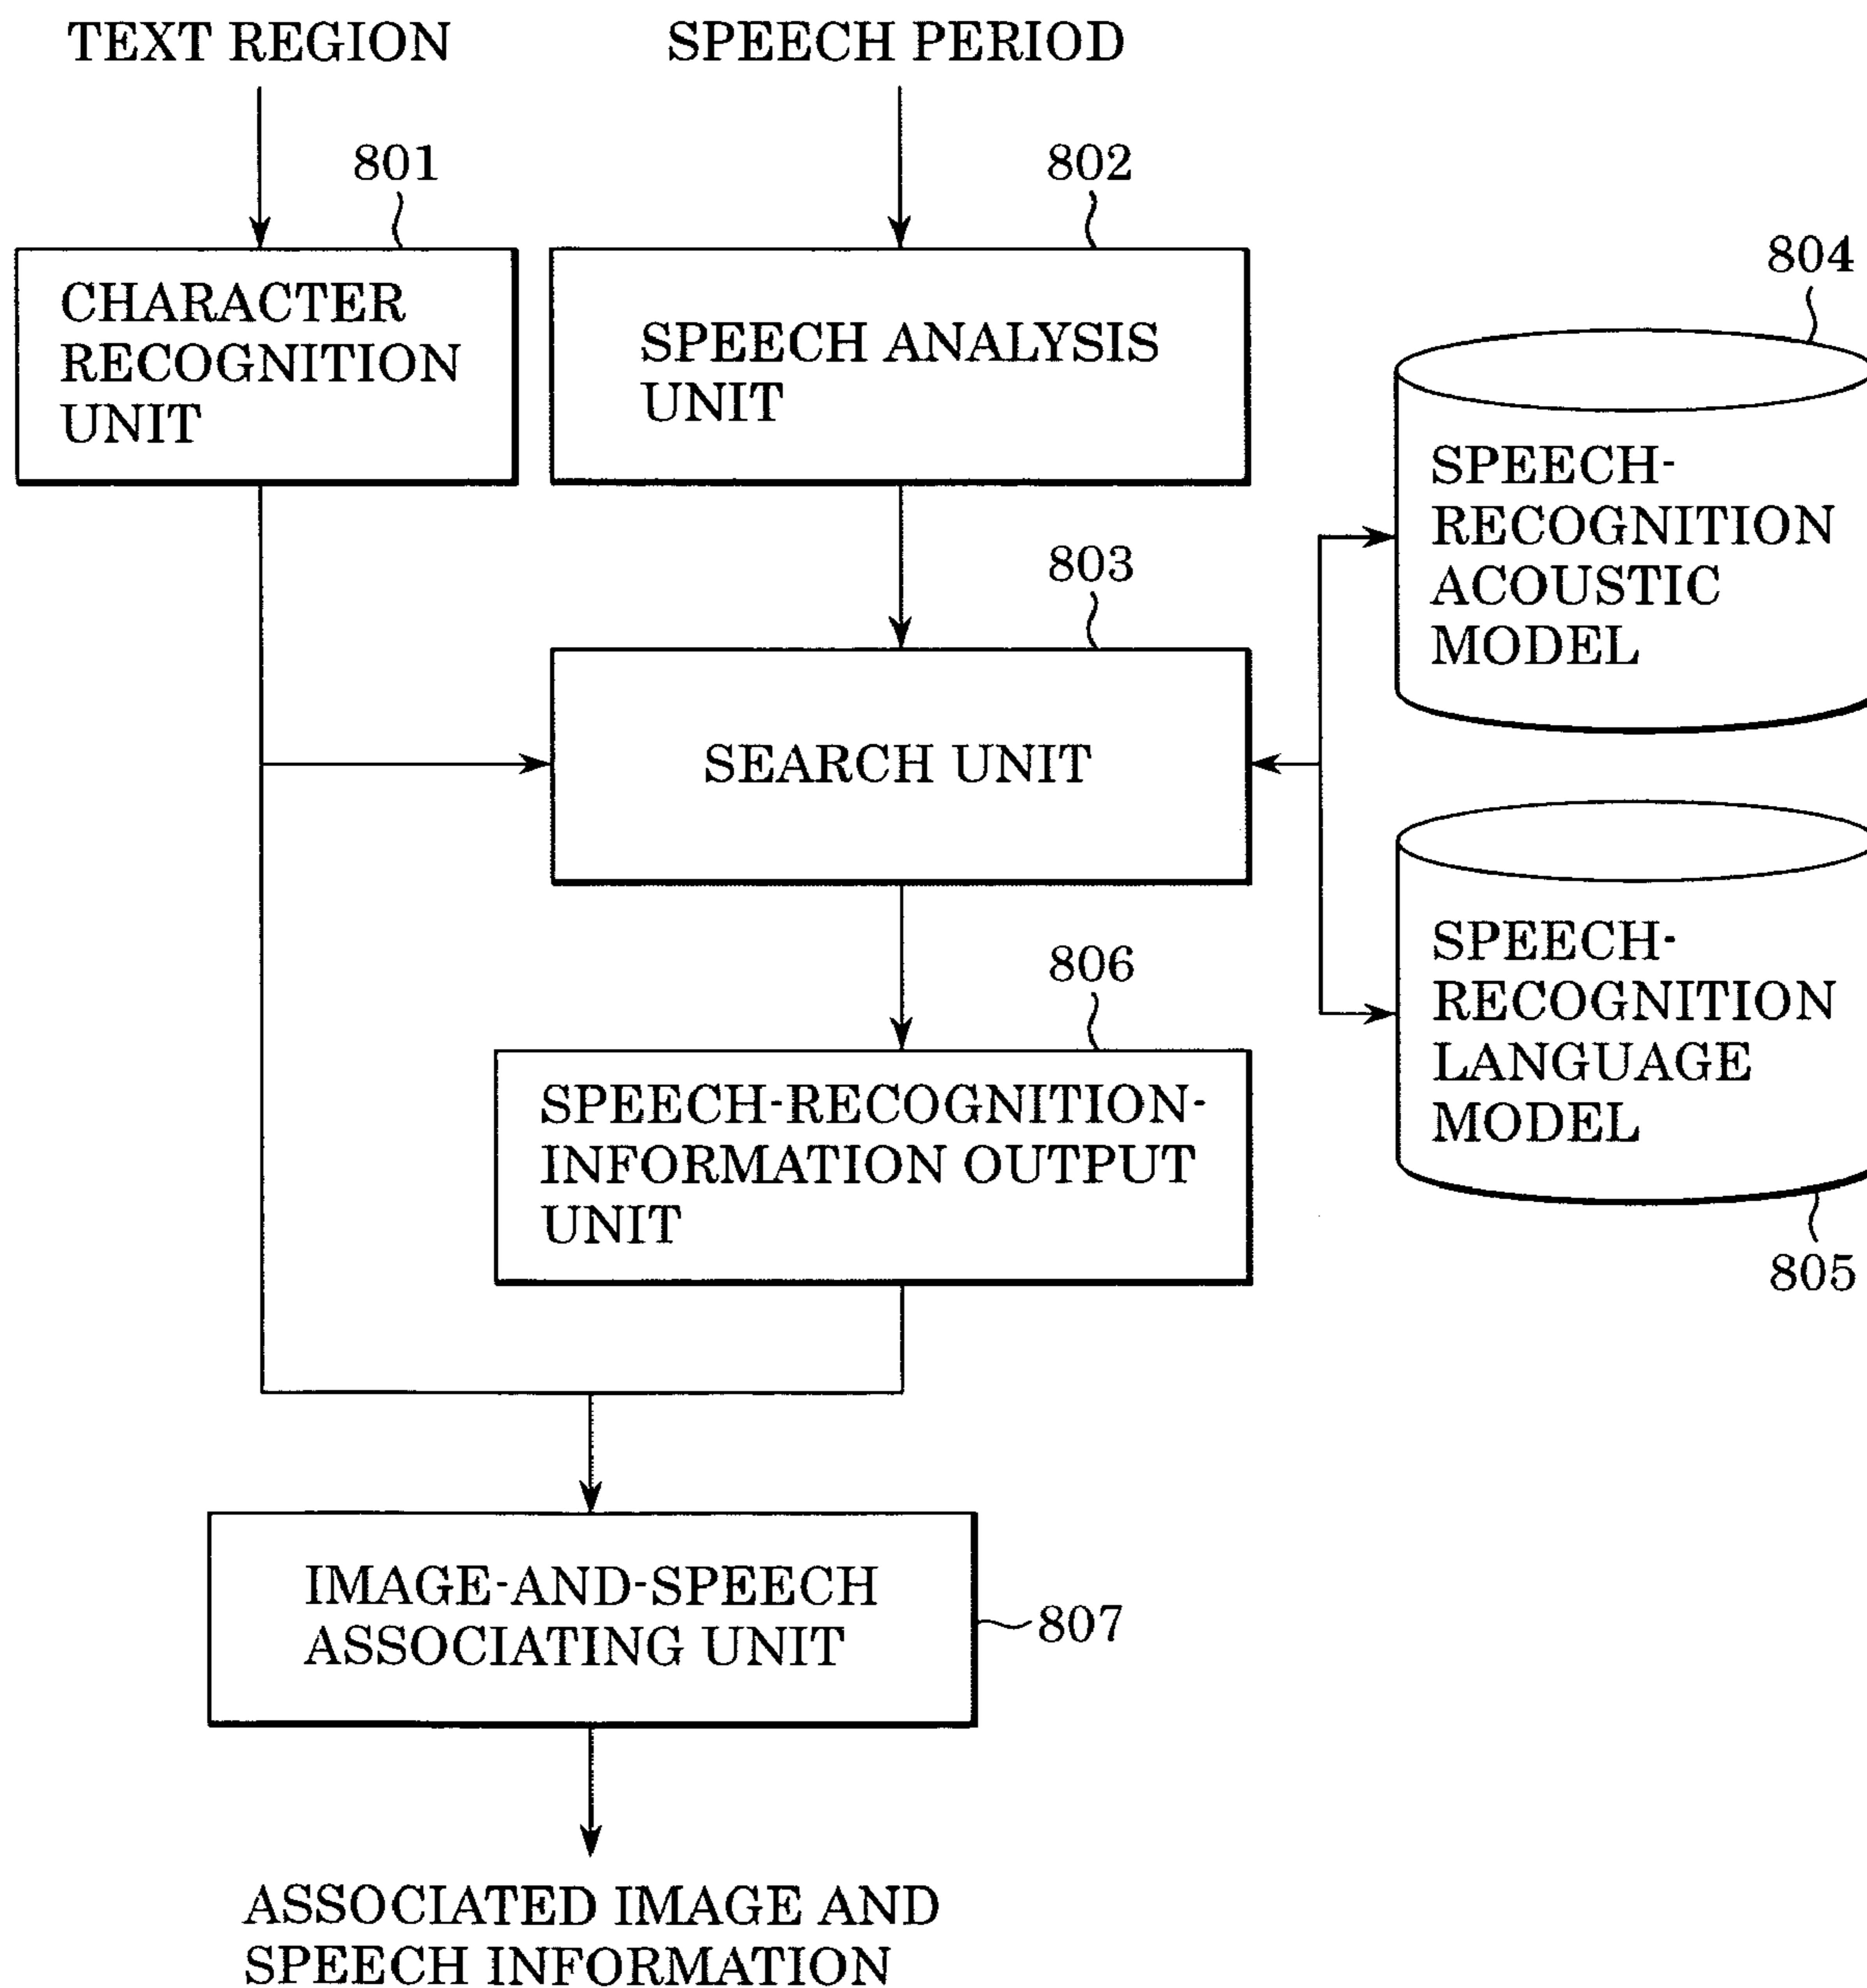 TEXT REGION
SPEECH PERIOD
801
802
CHARACTER
RECOGNITION
UNIT
SPEECH ANALYSIS
UNIT
804
SPEECH-
RECOGNITION
ACOUSTIC
MODEL
803
SEARCH UNIT
SPEECH-
RECOGNITION
LANGUAGE
MODEL
805
806
SPEECH-RECOGNITION-
INFORMATION OUTPUT
UNIT
IMAGE-AND-SPEECH
ASSOCIATING UNIT
807
ASSOCIATED IMAGE AND
SPEECH INFORMATION